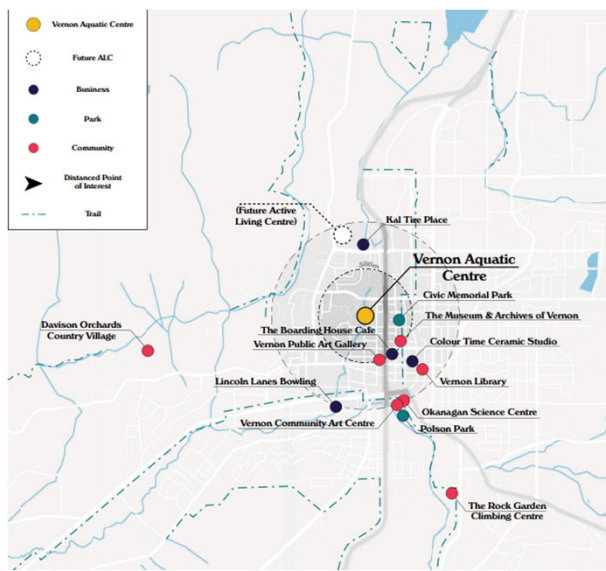 Vernon Aquatic Centre
Future ALC
Business
Park
Community
Distanced Point
of Interest
Trail
(Future Active
Living Centre)
Kal Tire Place
500m
Vernon Aquatic
Centre
Civic Memorial Park
The Museum & Archives of Vernon
The Boarding House Cafe
Vernon Public Art Gallery
Colour Time Ceramic Studio
Davison Orchards
Country Village
Vernon Library
Lincoln Lanes Bowling
Okanagan Science Centre
Vernon Community Art Centre
Polson Park
The Rock Garden
Climbing Centre